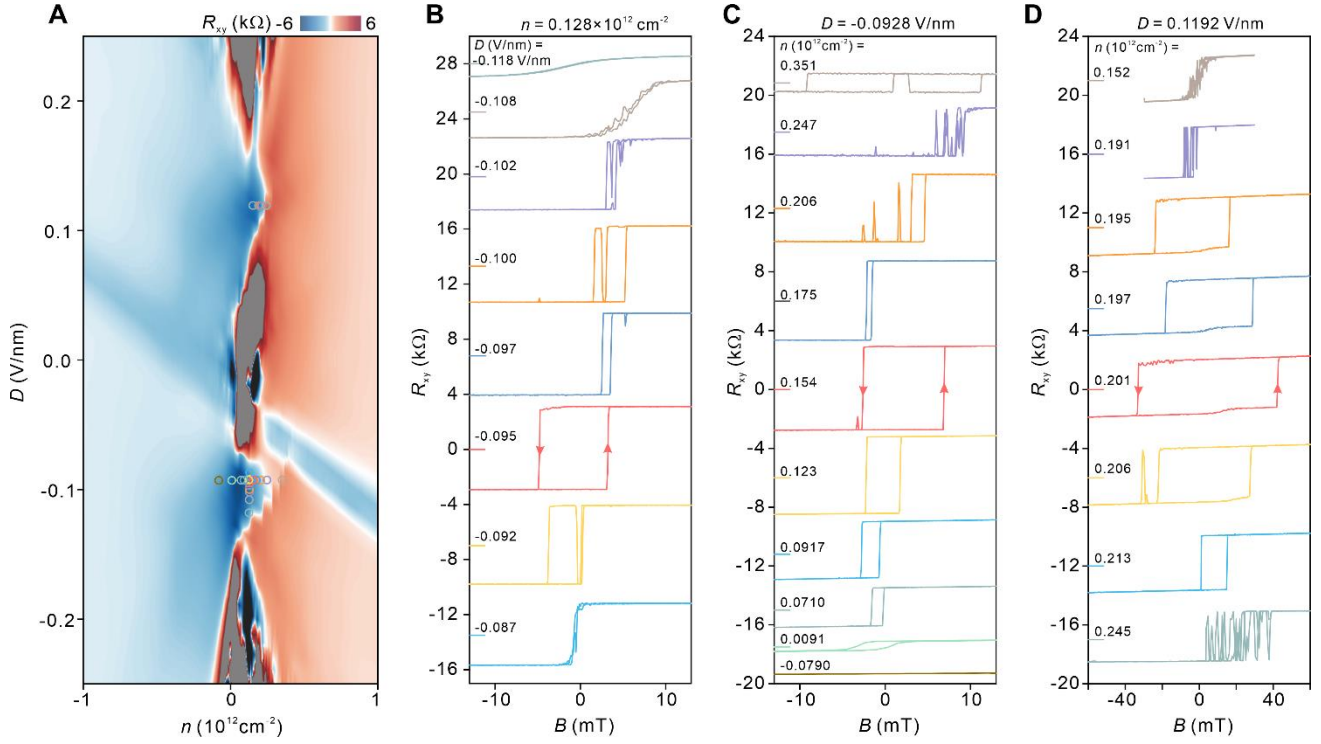 A
Rxy (kΩ) -6 6
D (V/nm)
0.2
0.1
0.0
-0.1
-0.2
-1 0 1
n (10¹²cm⁻²)
B
n = 0.128×10¹² cm⁻²
D (V/nm) =
-0.118 V/nm
-0.108
-0.102
-0.100
-0.097
-0.095
-0.092
-0.087
Rxy (kΩ)
28
24
20
16
12
8
4
0
-4
-8
-12
-16
-10 0 10
B (mT)
C
D = -0.0928 V/nm
n (10¹²cm⁻²) =
0.351
0.247
0.206
0.175
0.154
0.123
0.0917
0.0710
0.0091
-0.0790
Rxy (kΩ)
24
20
16
12
8
4
0
-4
-8
-12
-16
-20
-10 0 10
B (mT)
D
D = 0.1192 V/nm
n (10¹²cm⁻²) =
0.152
0.191
0.195
0.197
0.201
0.206
0.213
0.245
Rxy (kΩ)
24
20
16
12
8
4
0
-4
-8
-12
-16
-20
-40 0 40
B (mT)